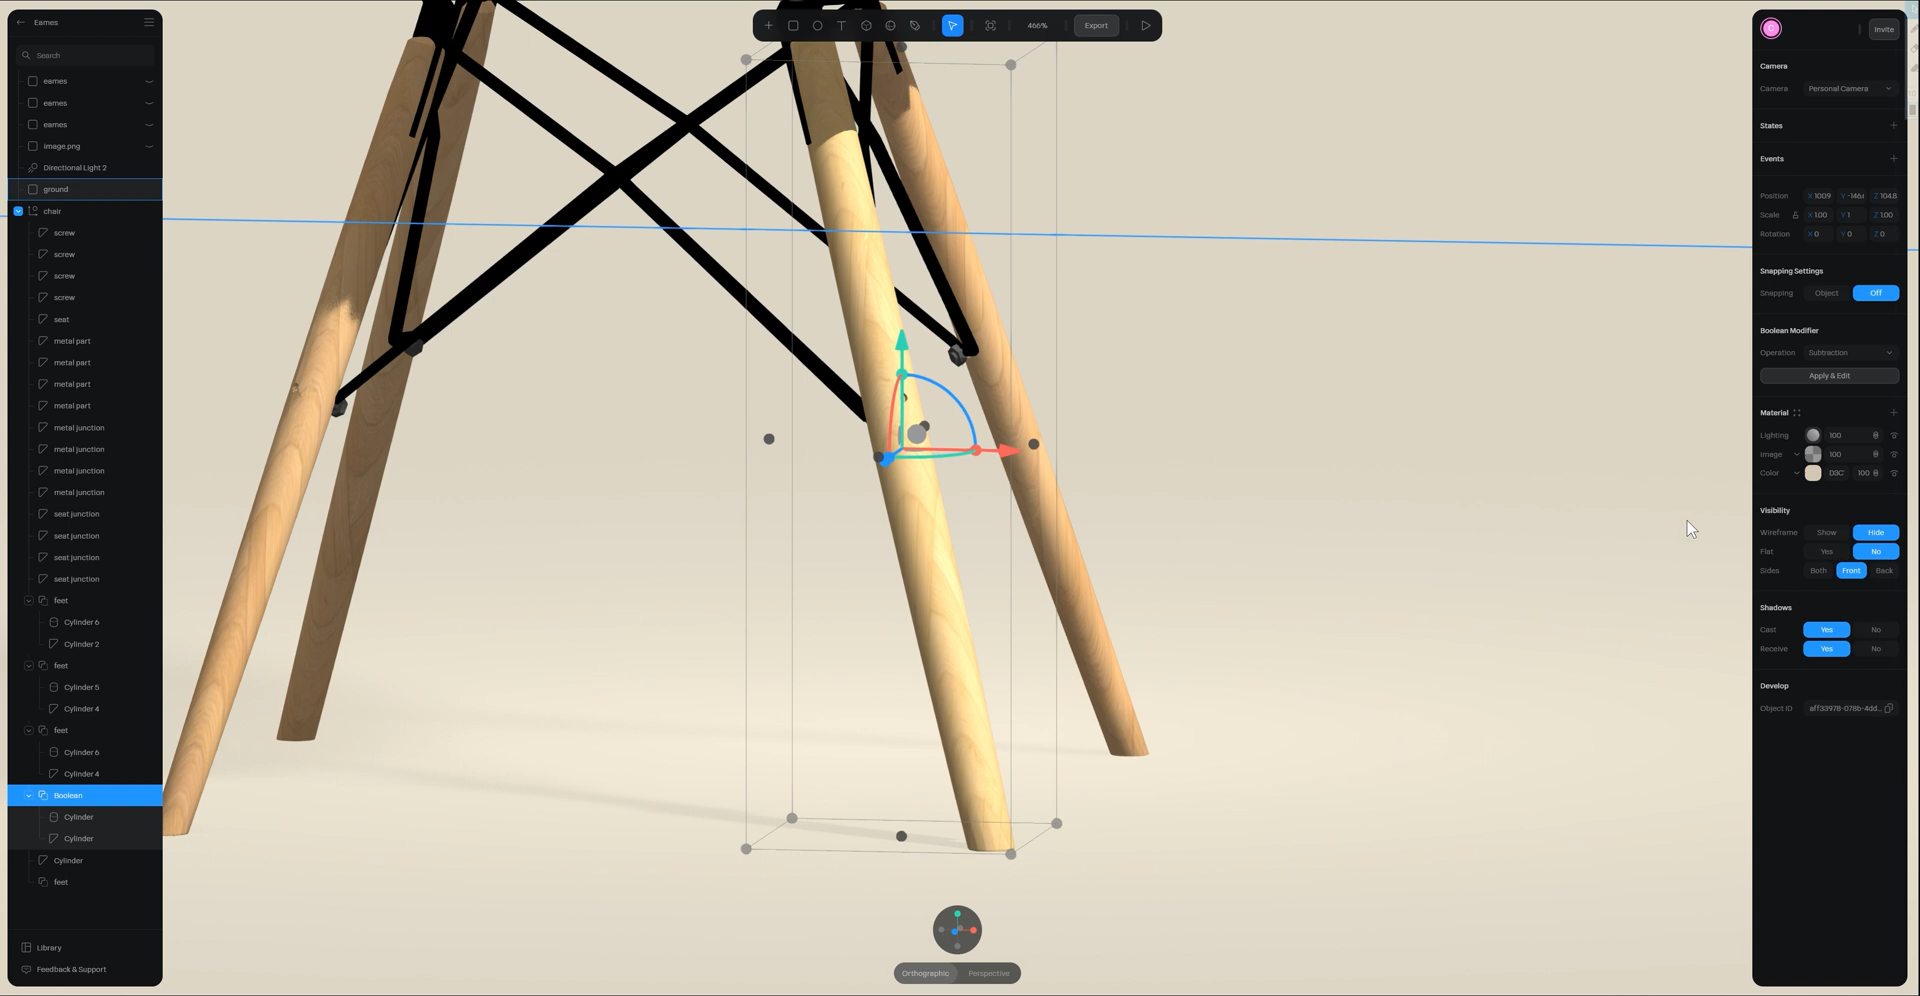 Eames
Search
eames
eames
eames
image.png
Directional Light 2
ground
chair
screw
screw
screw
screw
seat
metal part
metal part
metal part
metal part
metal junction
metal junction
metal junction
metal junction
seat junction
seat junction
seat junction
seat junction
feet
Cylinder 6
Cylinder 2
feet
Cylinder 5
Cylinder 4
feet
Cylinder 6
Cylinder 4
Boolean
Cylinder
Cylinder
Cylinder
feet
Library
Feedback & Support
466%
Export
Orthographic Perspective
C
Invite
Camera
Camera Personal Camera
States
Events
Position X 1009 Y -146. Z 104.8
Scale X 1.00 Y 1 Z 1.00
Rotation X 0 Y 0 Z 0
Snapping Settings
Snapping Object Off
Boolean Modifier
Operation Subtraction
Apply & Edit
Material
Lighting 100
Image 100
Color D3C 100
Visibility
Wireframe Show Hide
Flat Yes No
Sides Both Front Back
Shadows
Cast Yes No
Receive Yes No
Develop
Object ID aff33978-078b-4dd...